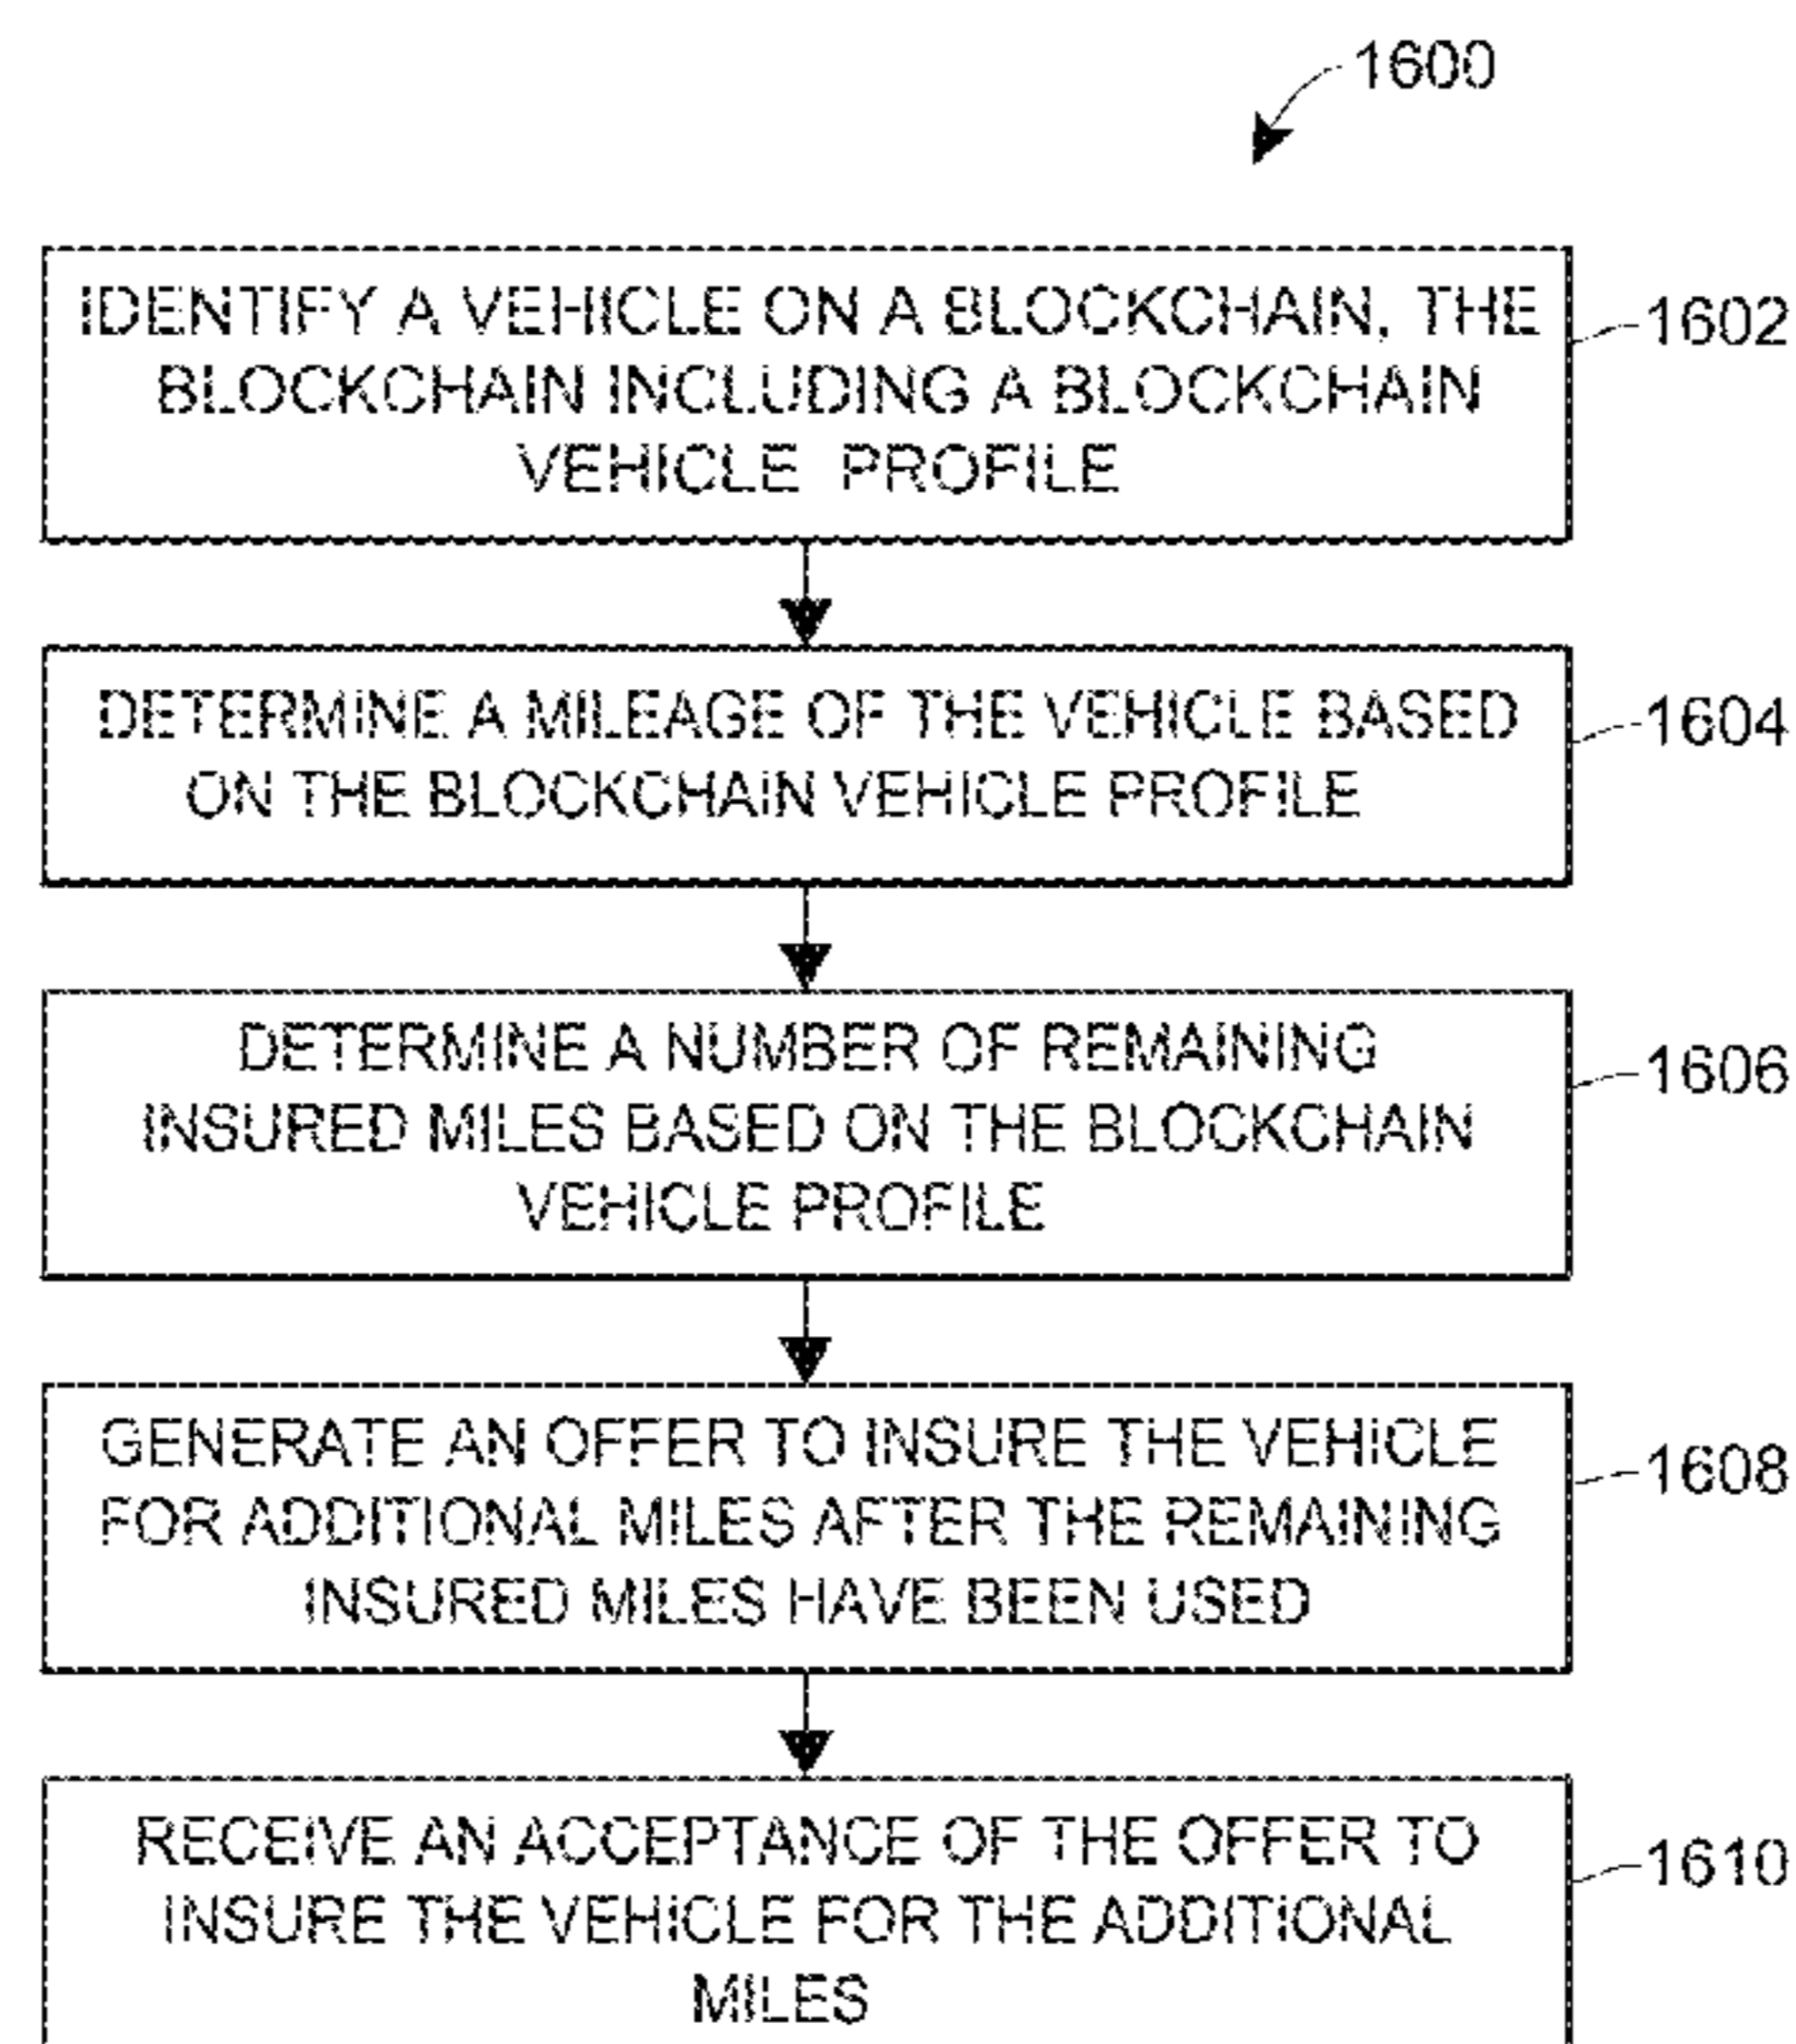 1600
IDENTIFY A VEHICLE ON A BLOCKCHAIN, THE
BLOCKCHAIN INCLUDING A BLOCKCHAIN
VEHICLE PROFILE
1602
DETERMINE A MILEAGE OF THE VEHICLE BASED
ON THE BLOCKCHAIN VEHICLE PROFILE
1604
DETERMINE A NUMBER OF REMAINING
INSURED MILES BASED ON THE BLOCKCHAIN
VEHICLE PROFILE
1606
GENERATE AN OFFER TO INSURE THE VEHICLE
FOR ADDITIONAL MILES AFTER THE REMAINING
INSURED MILES HAVE BEEN USED
1608
RECEIVE AN ACCEPTANCE OF THE OFFER TO
INSURE THE VEHICLE FOR THE ADDITIONAL
MILES
1610